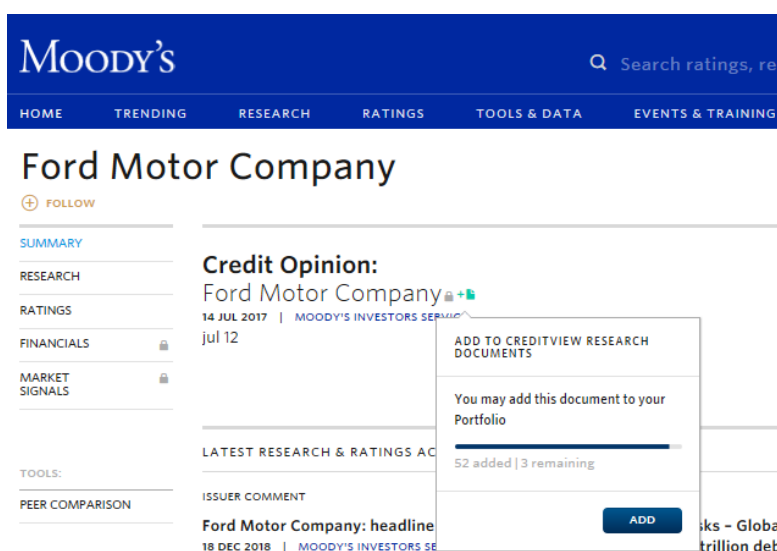 MOODY'S
Search ratings, re
HOME TRENDING RESEARCH RATINGS TOOLS & DATA EVENTS & TRAINING
Ford Motor Company
FOLLOW
SUMMARY
RESEARCH
RATINGS
FINANCIALS
MARKET
SIGNALS
TOOLS:
PEER COMPARISON
Credit Opinion:
Ford Motor Company
14 JUL 2017 | MOODY'S INVESTORS SERVIC
jul 12
ADD TO CREDITVIEW RESEARCH
DOCUMENTS
You may add this document to your
Portfolio
52 added | 3 remaining
ADD
LATEST RESEARCH & RATINGS AC
ISSUER COMMENT
Ford Motor Company: headline sks – Globa
18 DEC 2018 | MOODY'S INVESTORS SE trillion deb